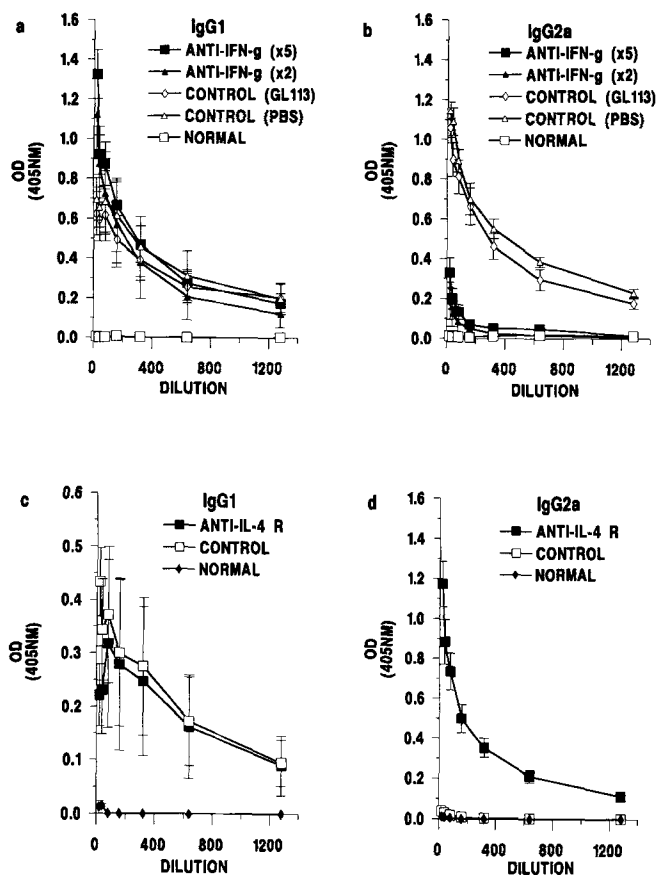 a
IgG1
ANTI-IFN-g (x5)
ANTI-IFN-g (x2)
CONTROL (GL113)
CONTROL (PBS)
NORMAL
1.6
1.4
1.2
1.0
0.8
0.6
0.4
0.2
0.0
OD
(405NM)
0
400
800
1200
DILUTION
b
IgG2a
ANTI-IFN-g (x5)
ANTI-IFN-g (x2)
CONTROL (GL113)
CONTROL (PBS)
NORMAL
1.6
1.4
1.2
1.0
0.8
0.6
0.4
0.2
0.0
OD
(405NM)
0
400
800
1200
DILUTION
c
IgG1
ANTI-IL-4 R
CONTROL
NORMAL
0.6
0.5
0.4
0.3
0.2
0.1
0.0
OD
(405NM)
0
400
800
1200
DILUTION
d
IgG2a
ANTI-IL-4 R
CONTROL
NORMAL
1.6
1.4
1.2
1.0
0.8
0.6
0.4
0.2
0.0
OD
(405NM)
0
400
800
1200
DILUTION